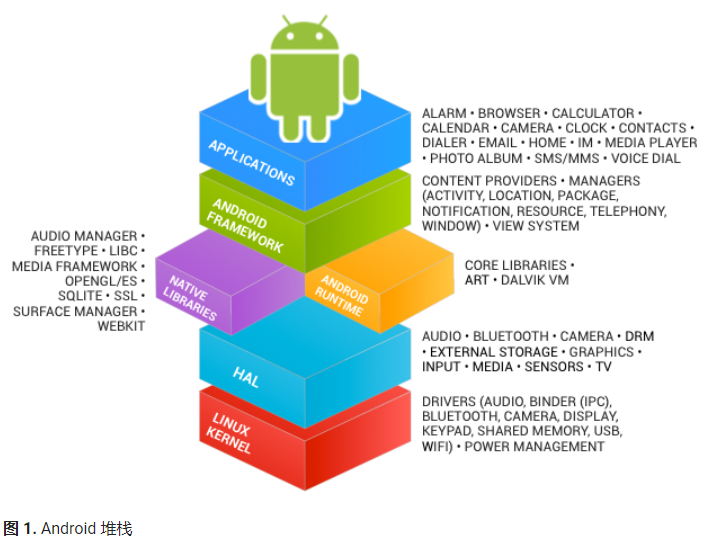 APPLICATIONS
ALARM • BROWSER • CALCULATOR •
CALENDAR • CAMERA • CLOCK • CONTACTS •
DIALER • EMAIL • HOME • IM • MEDIA PLAYER
• PHOTO ALBUM • SMS/MMS • VOICE DIAL
ANDROID
FRAMEWORK
CONTENT PROVIDERS • MANAGERS
(ACTIVITY, LOCATION, PACKAGE,
NOTIFICATION, RESOURCE, TELEPHONY,
WINDOW) • VIEW SYSTEM
AUDIO MANAGER •
FREETYPE • LIBC •
MEDIA FRAMEWORK •
OPENGL/ES •
SQLITE • SSL •
SURFACE MANAGER •
WEBKIT
NATIVE
LIBRARIES
ANDROID
RUNTIME
CORE LIBRARIES •
ART • DALVIK VM
HAL
AUDIO • BLUETOOTH • CAMERA • DRM
• EXTERNAL STORAGE • GRAPHICS •
INPUT • MEDIA • SENSORS • TV
LINUX
KERNEL
DRIVERS (AUDIO, BINDER (IPC),
BLUETOOTH, CAMERA, DISPLAY,
KEYPAD, SHARED MEMORY, USB,
WIFI) • POWER MANAGEMENT
图 1. Android 堆栈